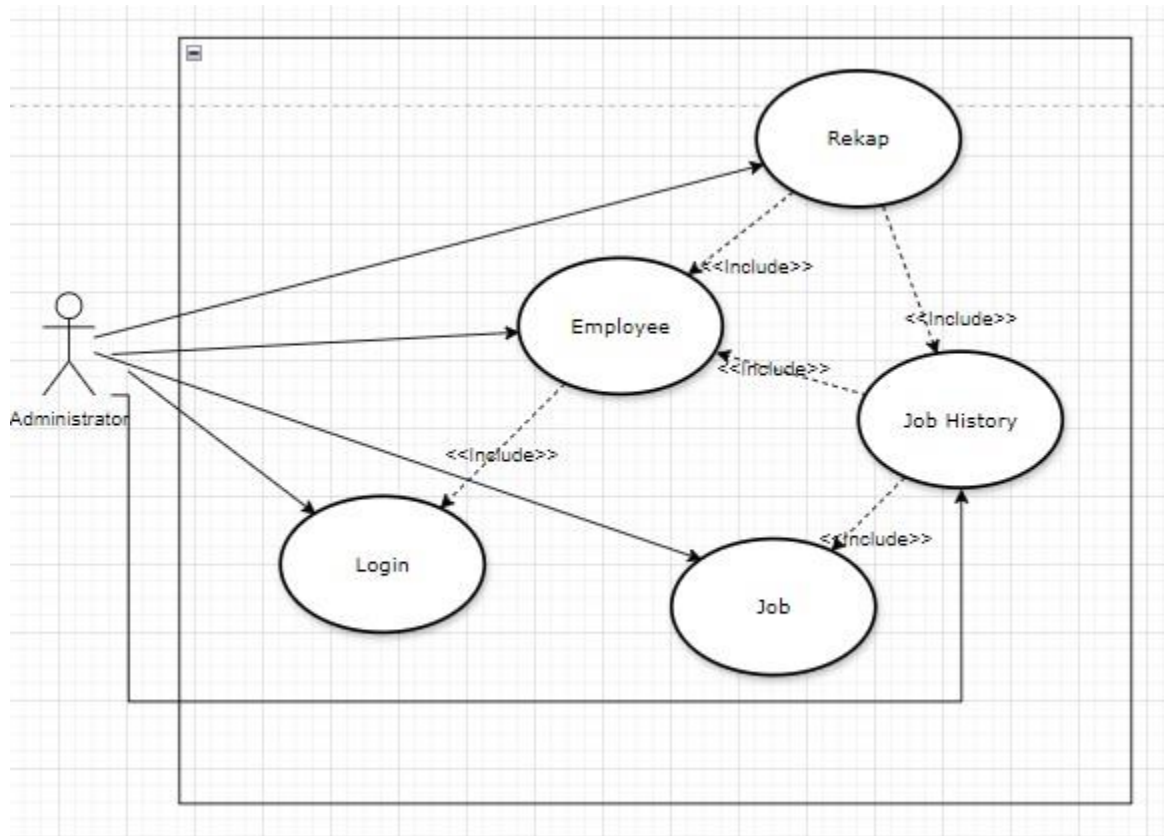 Rekap
<<Include>>
Employee
<<Include>>
<<Include>>
Administrator
Job History
<<Include>>
<<Include>>
Login
Job